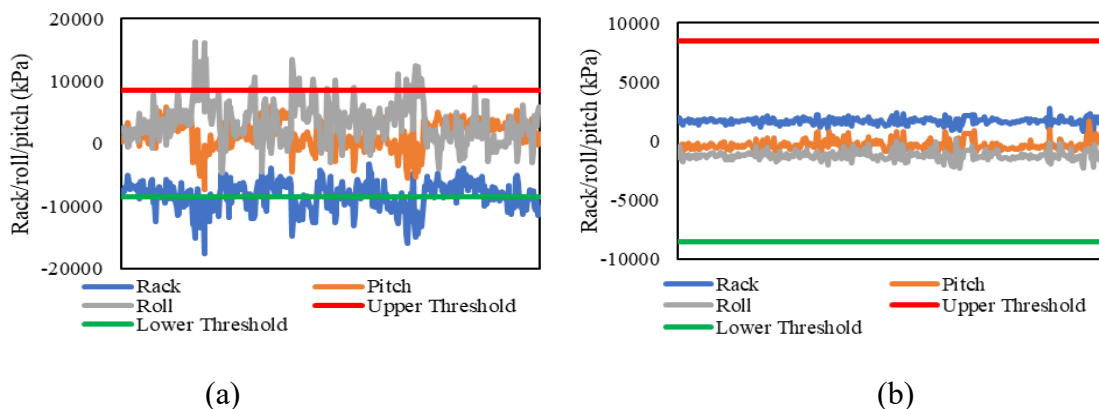 Rack/roll/pitch (kPa)
20000
10000
0
-10000
-20000
Rack
Pitch
Roll
Upper Threshold
Lower Threshold
(a)
Rack/roll/pitch (kPa)
10000
5000
0
-5000
-10000
Rack
Pitch
Roll
Upper Threshold
Lower Threshold
(b)